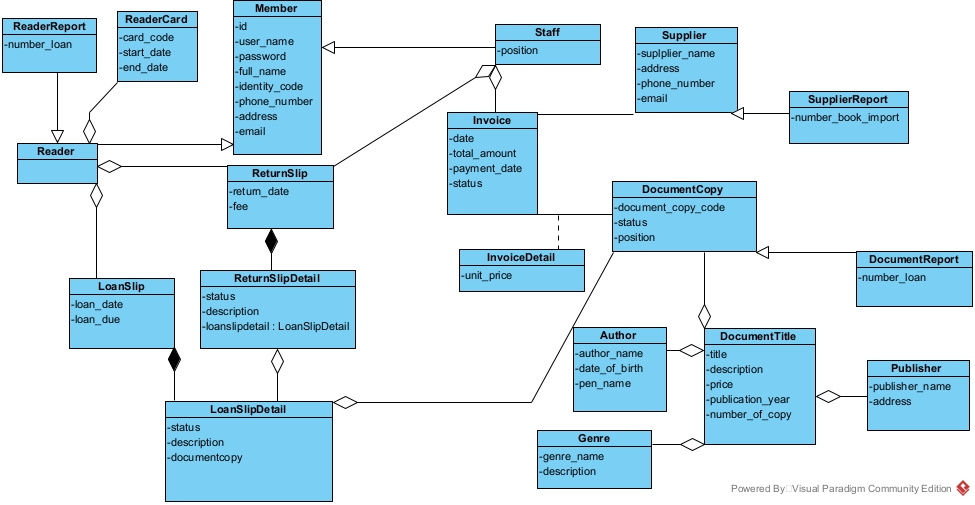 ReaderReport
-number_loan
ReaderCard
-card_code
-start_date
-end_date
Member
-id
-user_name
-password
-full_name
-identity_code
-phone_number
-address
-email
Staff
-position
Supplier
-suplplier_name
-address
-phone_number
-email
SupplierReport
-number_book_import
Reader
Invoice
-date
-total_amount
-payment_date
-status
ReturnSlip
-return_date
-fee
DocumentCopy
-document_copy_code
-status
-position
InvoiceDetail
-unit_price
DocumentReport
-number_loan
LoanSlip
-loan_date
-loan_due
ReturnSlipDetail
-status
-description
-loanslipdetail : LoanSlipDetail
Author
-author_name
-date_of_birth
-pen_name
DocumentTitle
-title
-description
-price
-publication_year
-number_of_copy
Publisher
-publisher_name
-address
LoanSlipDetail
-status
-description
-documentcopy
Genre
-genre_name
-description
Powered By Visual Paradigm Community Edition